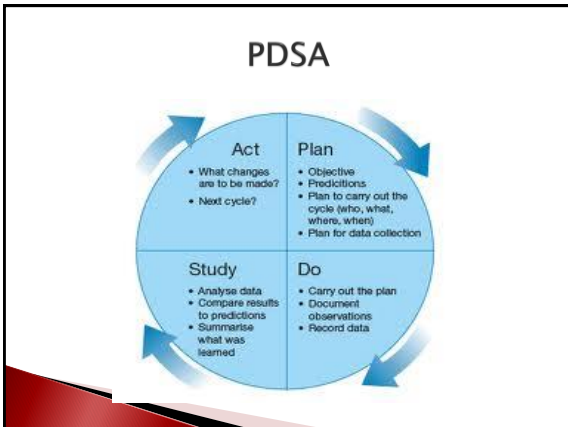 PDSA
Act
• What changes
are to be made?
• Next cycle?
Plan
• Objective
• Predicitions
• Plan to carry out the
cycle (who, what,
where, when)
• Plan for data collection
Study
• Analyse data
• Compare results
to predictions
• Summarise
what was
learned
Do
• Carry out the plan
• Document
observations
• Record data